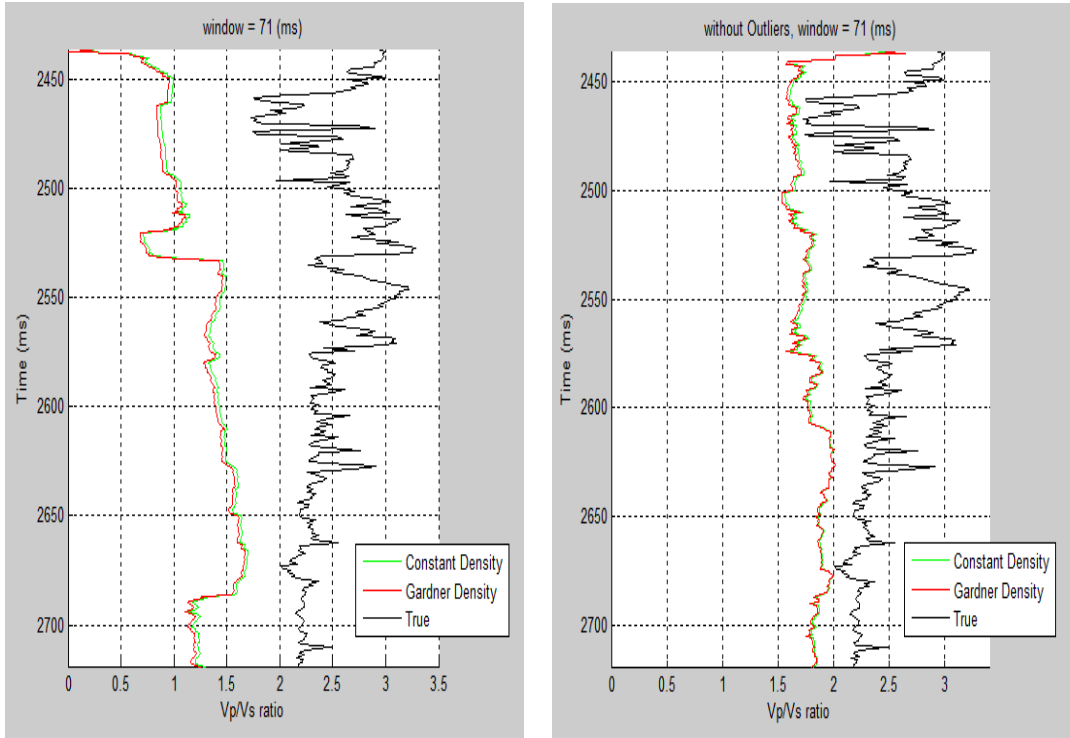 window = 71 (ms)
2450
2500
2550
2600
2650
2700
Time (ms)
0
0.5
1
1.5
2
2.5
3
3.5
Vp/Vs ratio
Constant Density
Gardner Density
True
without Outliers, window = 71 (ms)
2450
2500
2550
2600
2650
2700
Time (ms)
0
0.5
1
1.5
2
2.5
3
Vp/Vs ratio
Constant Density
Gardner Density
True